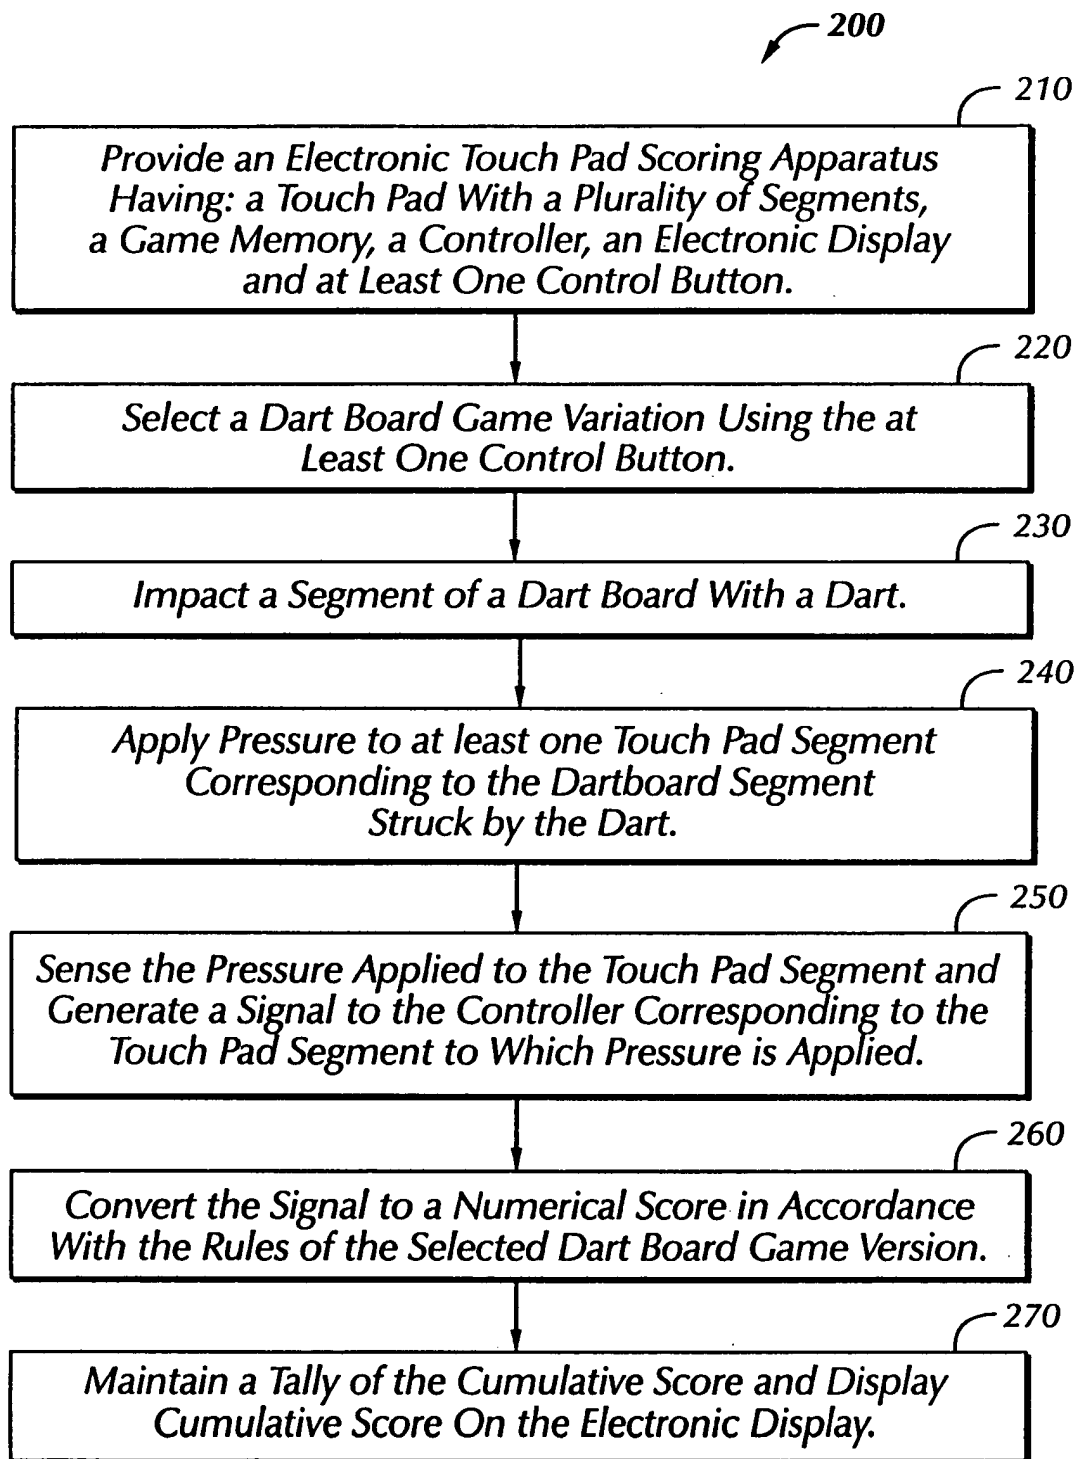 200
210
Provide an Electronic Touch Pad Scoring Apparatus
Having: a Touch Pad With a Plurality of Segments,
a Game Memory, a Controller, an Electronic Display
and at Least One Control Button.
220
Select a Dart Board Game Variation Using the at
Least One Control Button.
230
Impact a Segment of a Dart Board With a Dart.
240
Apply Pressure to at least one Touch Pad Segment
Corresponding to the Dartboard Segment
Struck by the Dart.
250
Sense the Pressure Applied to the Touch Pad Segment and
Generate a Signal to the Controller Corresponding to the
Touch Pad Segment to Which Pressure is Applied.
260
Convert the Signal to a Numerical Score in Accordance
With the Rules of the Selected Dart Board Game Version.
270
Maintain a Tally of the Cumulative Score and Display
Cumulative Score On the Electronic Display.